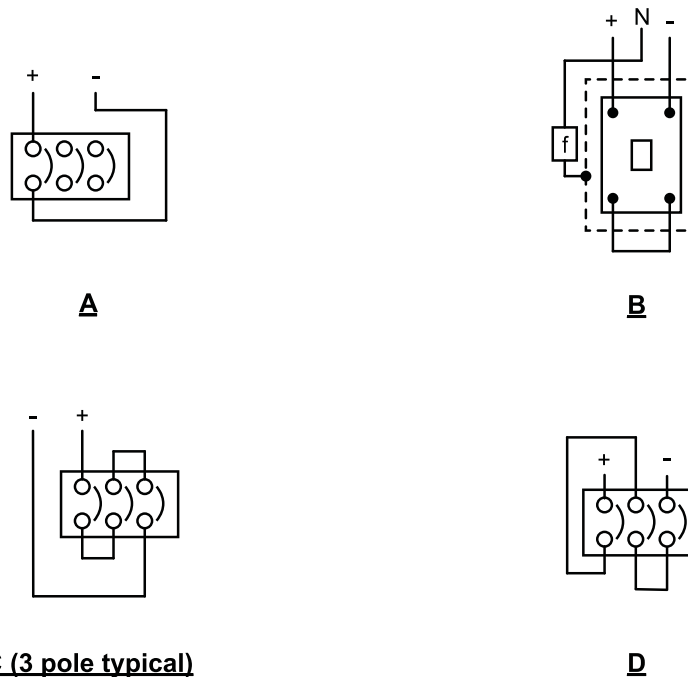 + N -
+ -
f
A
B
- +
+ -
(3 pole typical)
D